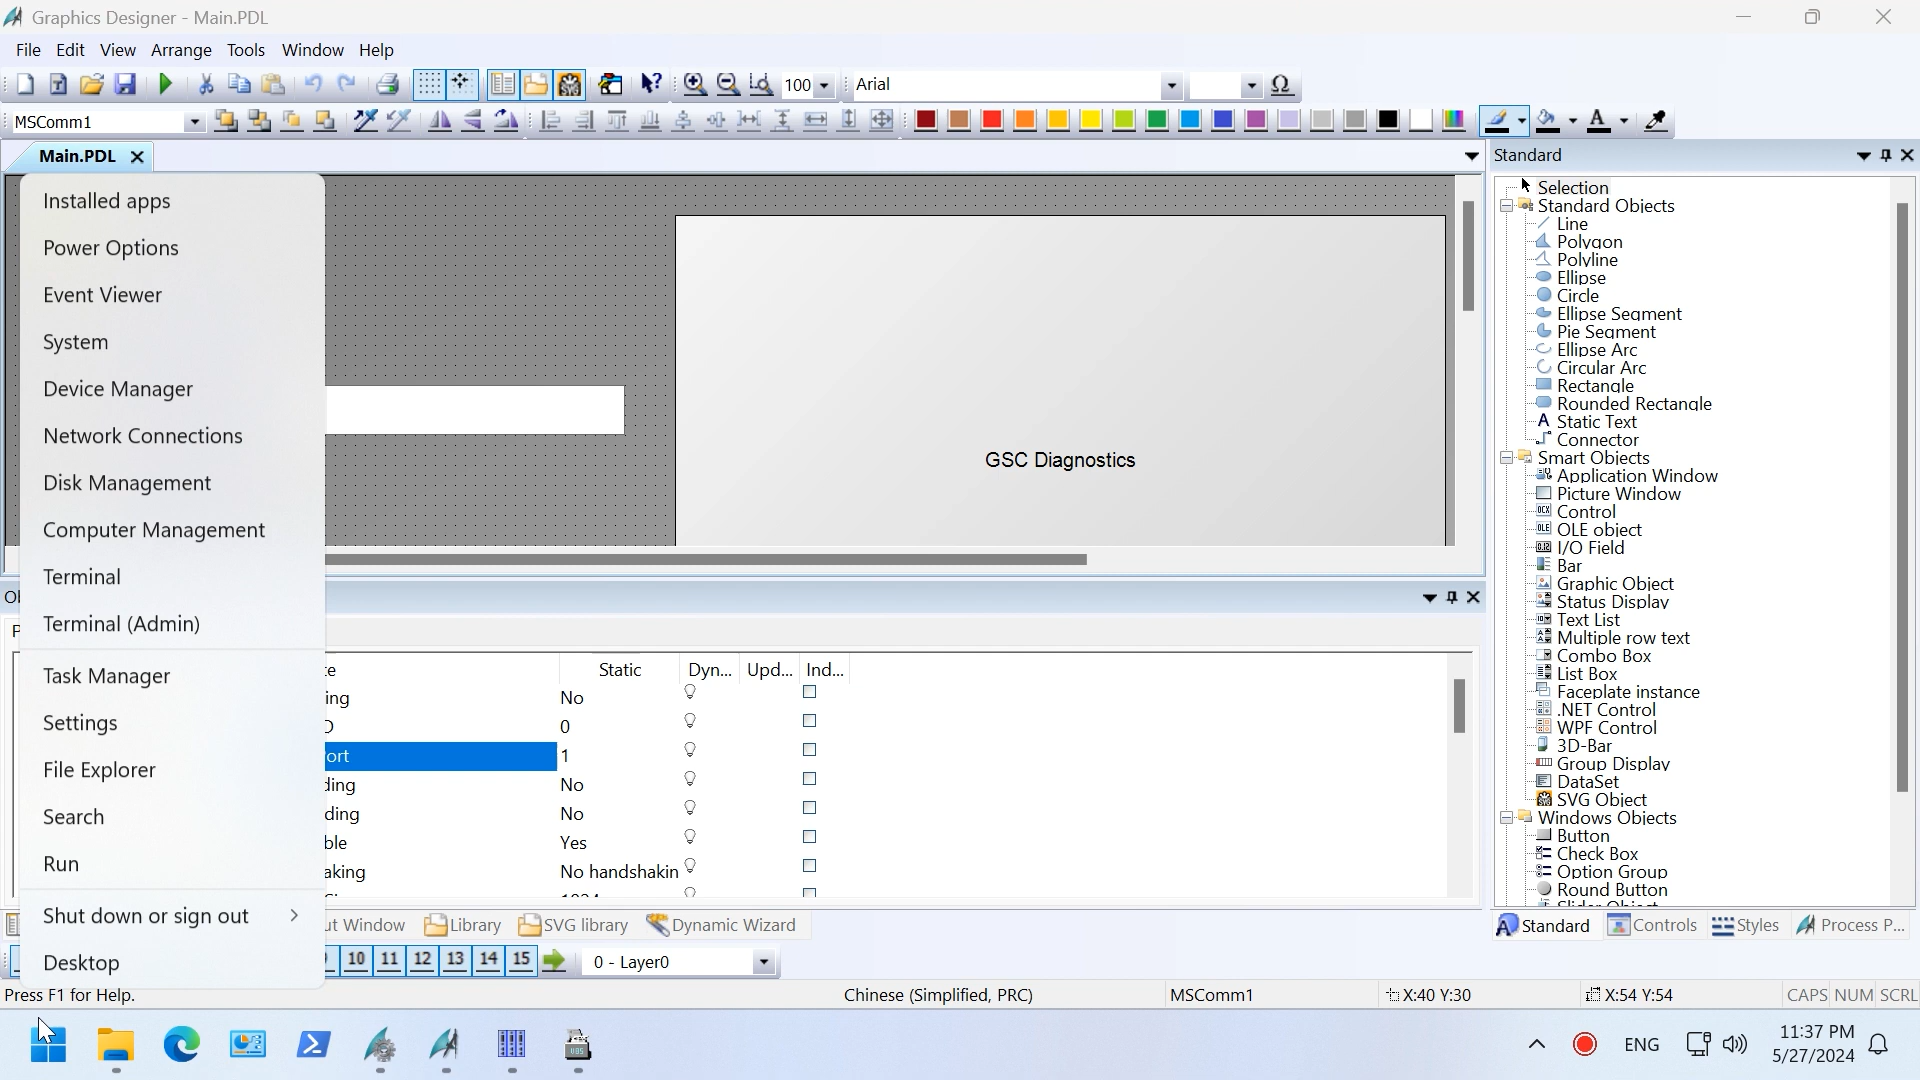 Graphics Designer - Main.PDL
File Edit View Arrange Tools Window Help
100 Arial Ω
MSComm1 A
Main.PDL
Standard
Installed apps
Power Options
Event Viewer
System
Device Manager
Network Connections
Disk Management
Computer Management
Terminal
Terminal (Admin)
Task Manager
Settings
File Explorer
Search
Run
Shut down or sign out
Desktop
GSC Diagnostics
Static Dyn... Upd... Ind...
ing No
0
ort 1
ding No
ding No
ble Yes
aking No handshakin
Selection
Standard Objects
Line
Polygon
Polyline
Ellipse
Circle
Ellipse Segment
Pie Segment
Ellipse Arc
Circular Arc
Rectangle
Rounded Rectangle
Static Text
Connector
Smart Objects
Application Window
Picture Window
Control
OLE object
I/O Field
Bar
Graphic Object
Status Display
Text List
Multiple row text
Combo Box
List Box
Faceplate instance
.NET Control
WPF Control
3D-Bar
Group Display
DataSet
SVG Object
Windows Objects
Button
Check Box
Option Group
Round Button
ut Window Library SVG library Dynamic Wizard
Standard Controls Styles Process P...
10 11 12 13 14 15 0 - Layer0
Press F1 for Help. Chinese (Simplified, PRC) MSComm1 X:40 Y:30 X:54 Y:54 CAPS NUM SCRL
ENG 11:37 PM
5/27/2024